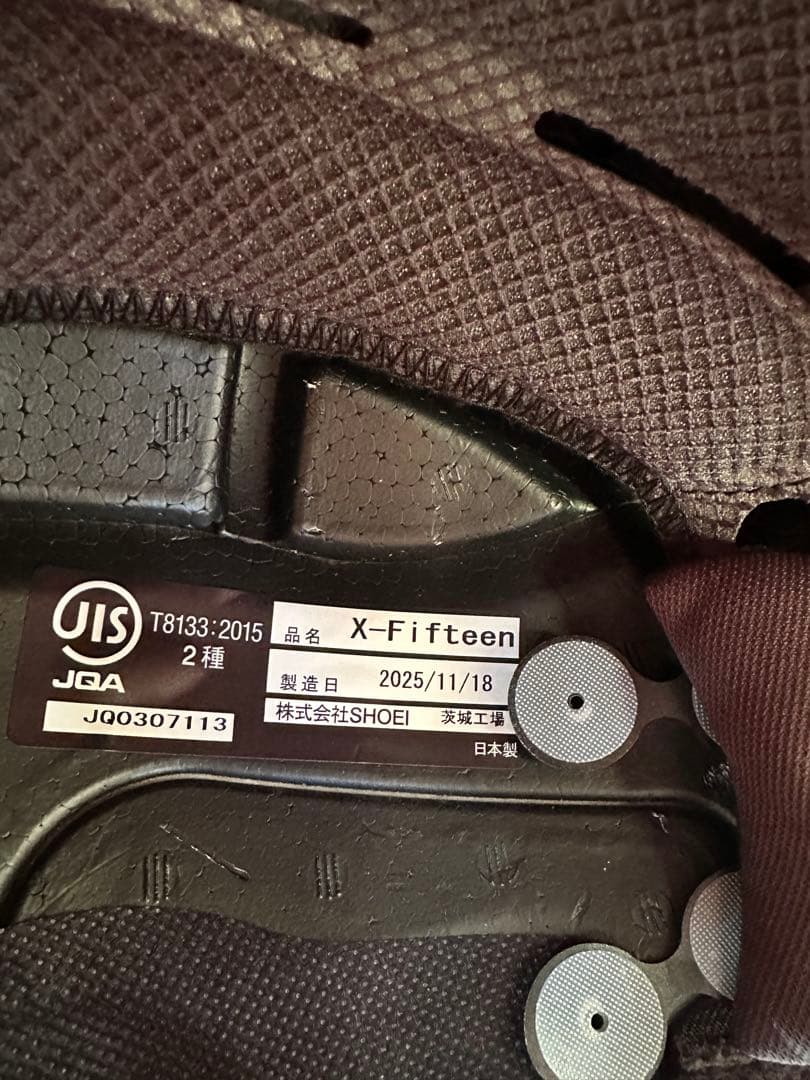 JIS
JQA
T8133:2015
2種
JQ0307113
品名 X-Fifteen
製造日 2025/11/18
株式会社SHOEI 茨城工場
日本製